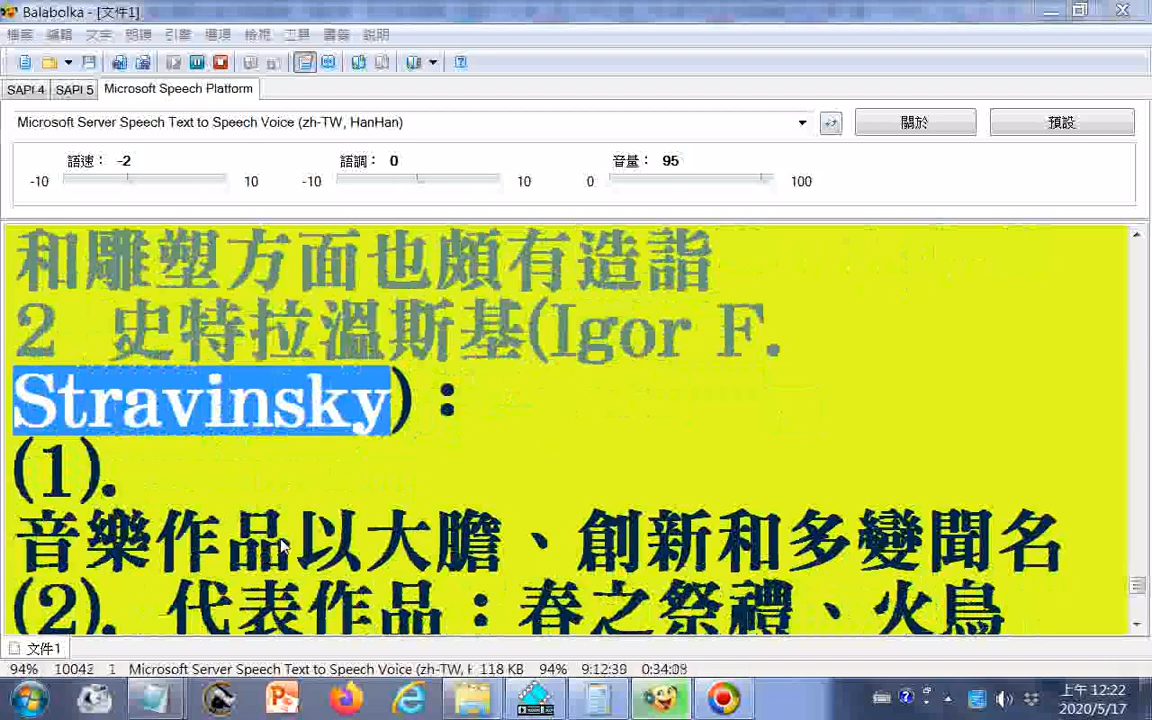 Balabolka - [文件1]
檔案 編輯 文字 閱讀 引擎 選項 檢視 工具 書籤 說明
SAPI 4 SAPI 5 Microsoft Speech Platform
Microsoft Server Speech Text to Speech Voice (zh-TW, HanHan) 關於 預設
語速： -2 語調： 0 音量： 95
-10 10 -10 10 0 100
和雕塑方面也頗有造詣
2 史特拉溫斯基(Igor F.
Stravinsky)：
(1).
音樂作品以大膽、創新和多變聞名
(2). 代表作品：春之祭禮、火鳥
文件1
94% 10042 1 Microsoft Server Speech Text to Speech Voice (zh-TW, H 118 KB 94% 9:12:39 0:34:08
上午 12:22
2020/5/17